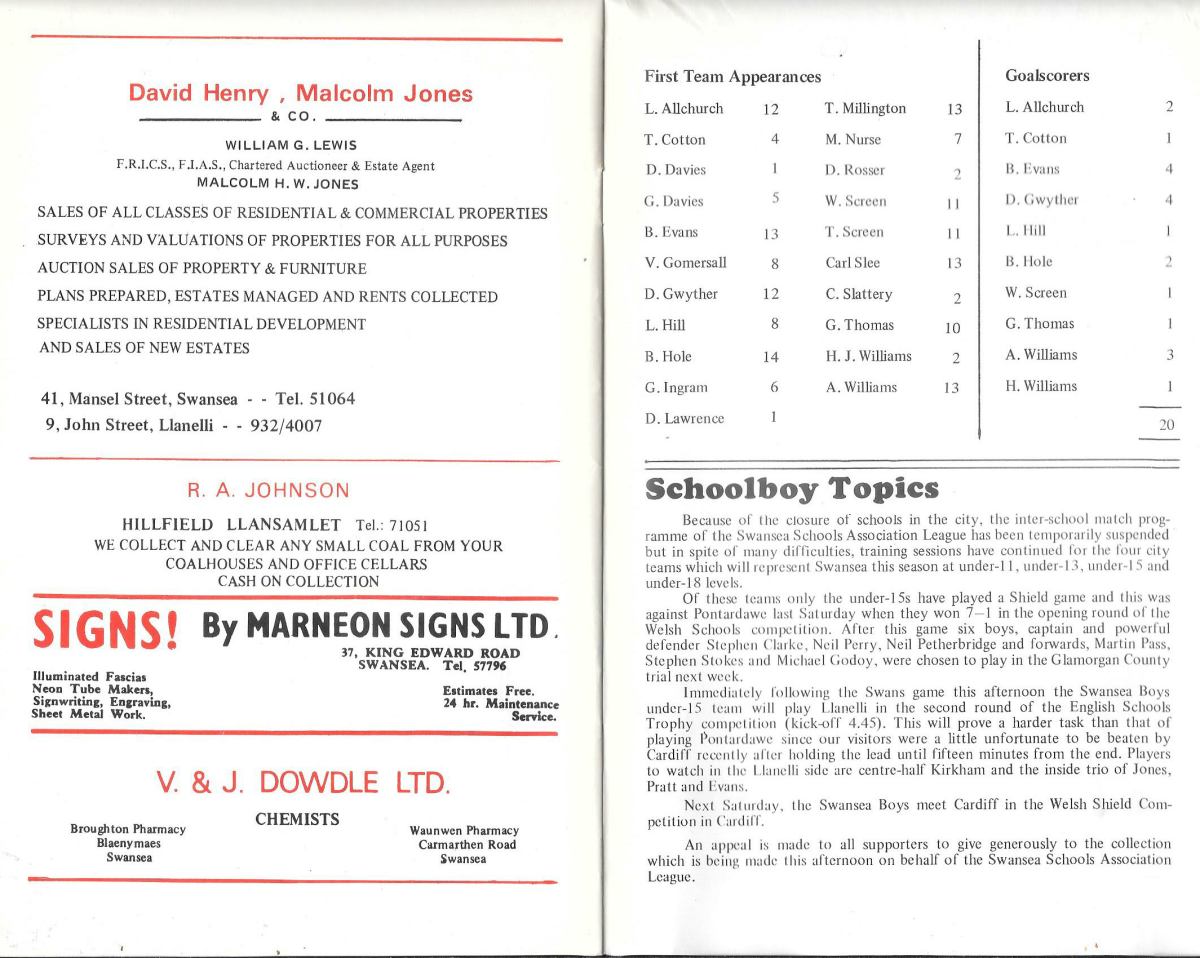 David Henry , Malcolm Jones
& CO.
WILLIAM G. LEWIS
F.R.I.C.S., F.I.A.S., Chartered Auctioneer & Estate Agent
MALCOLM H. W. JONES
SALES OF ALL CLASSES OF RESIDENTIAL & COMMERCIAL PROPERTIES
SURVEYS AND VALUATIONS OF PROPERTIES FOR ALL PURPOSES
AUCTION SALES OF PROPERTY & FURNITURE
PLANS PREPARED, ESTATES MANAGED AND RENTS COLLECTED
SPECIALISTS IN RESIDENTIAL DEVELOPMENT
AND SALES OF NEW ESTATES
41, Mansel Street, Swansea - - Tel. 51064
9, John Street, Llanelli - - 932/4007
R. A. JOHNSON
HILLFIELD LLANSAMLET Tel.: 71051
WE COLLECT AND CLEAR ANY SMALL COAL FROM YOUR
COALHOUSES AND OFFICE CELLARS
CASH ON COLLECTION
SIGNS! By MARNEON SIGNS LTD.
37, KING EDWARD ROAD
SWANSEA. Tel. 57796
Illuminated Fascias
Neon Tube Makers,
Signwriting, Engraving,
Sheet Metal Work.
Estimates Free.
24 hr. Maintenance
Service.
V. & J. DOWDLE LTD.
CHEMISTS
Broughton Pharmacy
Blaenymaes
Swansea
Waunwen Pharmacy
Carmarthen Road
Swansea
First Team Appearances
L. Allchurch 12
T. Cotton 4
D. Davies 1
G. Davies 5
B. Evans 13
V. Gomersall 8
D. Gwyther 12
L. Hill 8
B. Hole 14
G. Ingram 6
D. Lawrence 1
T. Millington 13
M. Nurse 7
D. Rosser 2
W. Screen 11
T. Screen 11
Carl Slee 13
C. Slattery 2
G. Thomas 10
H. J. Williams 2
A. Williams 13
Goalscorers
L. Allchurch 2
T. Cotton 1
B. Evans 4
D. Gwyther 4
L. Hill 1
B. Hole 2
W. Screen 1
G. Thomas 1
A. Williams 3
H. Williams 1
20
Schoolboy Topics
Because of the closure of schools in the city, the inter-school match prog-
ramme of the Swansea Schools Association League has been temporarily suspended
but in spite of many difficulties, training sessions have continued for the four city
teams which will represent Swansea this season at under-11, under-13, under-15 and
under-18 levels.
Of these teams only the under-15s have played a Shield game and this was
against Pontardawe last Saturday when they won 7–1 in the opening round of the
Welsh Schools competition. After this game six boys, captain and powerful
defender Stephen Clarke, Neil Perry, Neil Petherbridge and forwards, Martin Pass,
Stephen Stokes and Michael Godoy, were chosen to play in the Glamorgan County
trial next week.
Immediately following the Swans game this afternoon the Swansea Boys
under-15 team will play Llanelli in the second round of the English Schools
Trophy competition (kick-off 4.45). This will prove a harder task than that of
playing Pontardawe since our visitors were a little unfortunate to be beaten by
Cardiff recently after holding the lead until fifteen minutes from the end. Players
to watch in the Llanelli side are centre-half Kirkham and the inside trio of Jones,
Pratt and Evans.
Next Saturday, the Swansea Boys meet Cardiff in the Welsh Shield Com-
petition in Cardiff.
An appeal is made to all supporters to give generously to the collection
which is being made this afternoon on behalf of the Swansea Schools Association
League.